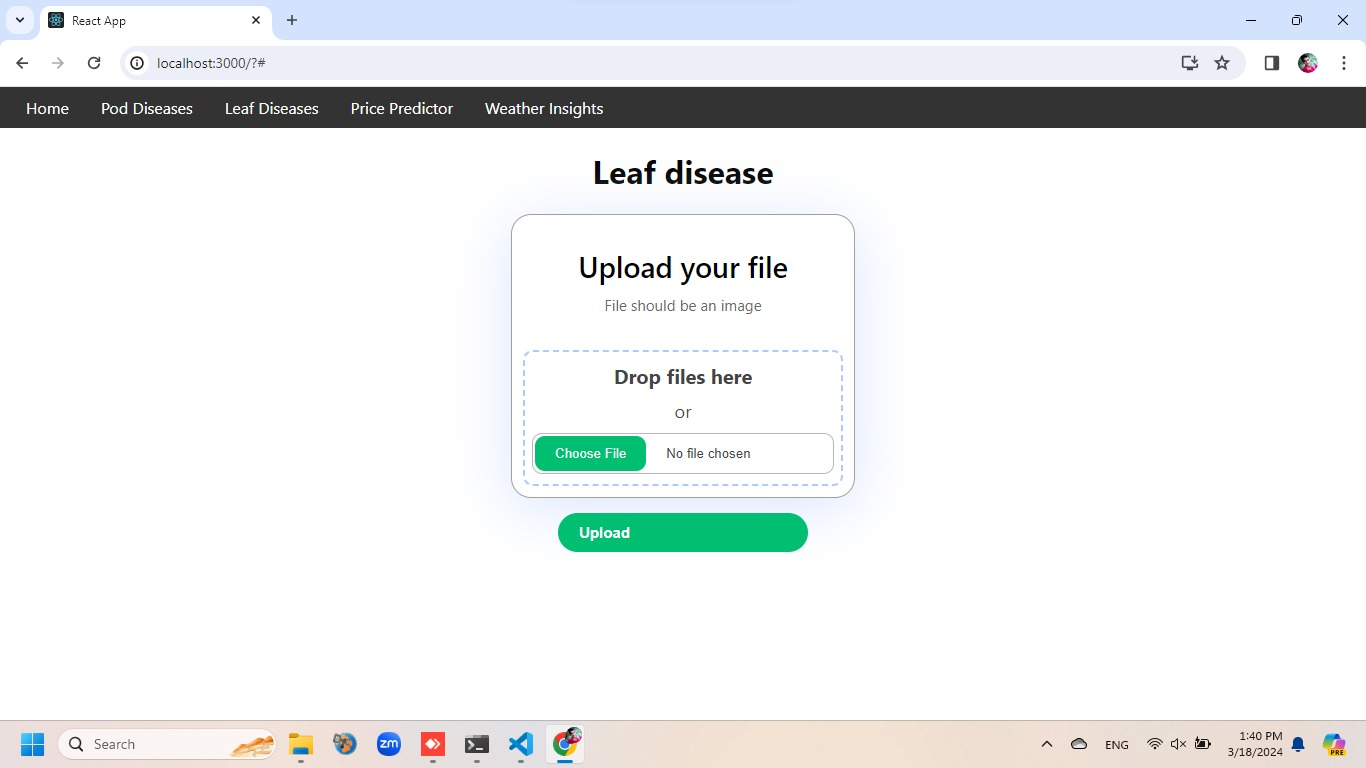 React App
localhost:3000/?#
Home Pod Diseases Leaf Diseases Price Predictor Weather Insights
Leaf disease
Upload your file
File should be an image
Drop files here
or
Choose File No file chosen
Upload
Search zm ENG 1:40 PM
3/18/2024 PRE